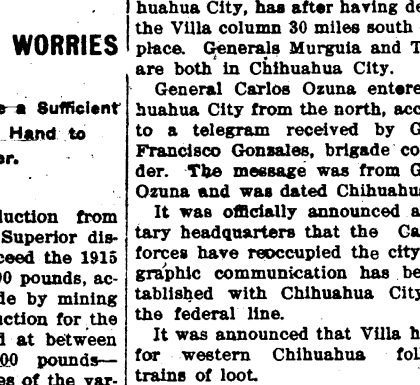 WORRIES
a Sufficient
Hand to
er.
duction from
Superior dis-
ceed the 1915
00 pounds, ac-
de by mining
uction for the
d at between
00 pounds—
es of the var-
huahua City, has after having de
the Villa column 30 miles south
place. Generals Murguia and T
are both in Chihuahua City.
General Carlos Ozuna entere
huahua City from the north, acc
to a telegram received by G
Francisco Gonzales, brigade co
der. The message was from G
Ozuna and was dated Chihuahu
It was officially announced a
tary headquarters that the Ca
forces have reoccupied the city
graphic communication has be
tablished with Chihuahua City
the federal line.
It was announced that Villa h
for western Chihuahua fol
trains of loot.